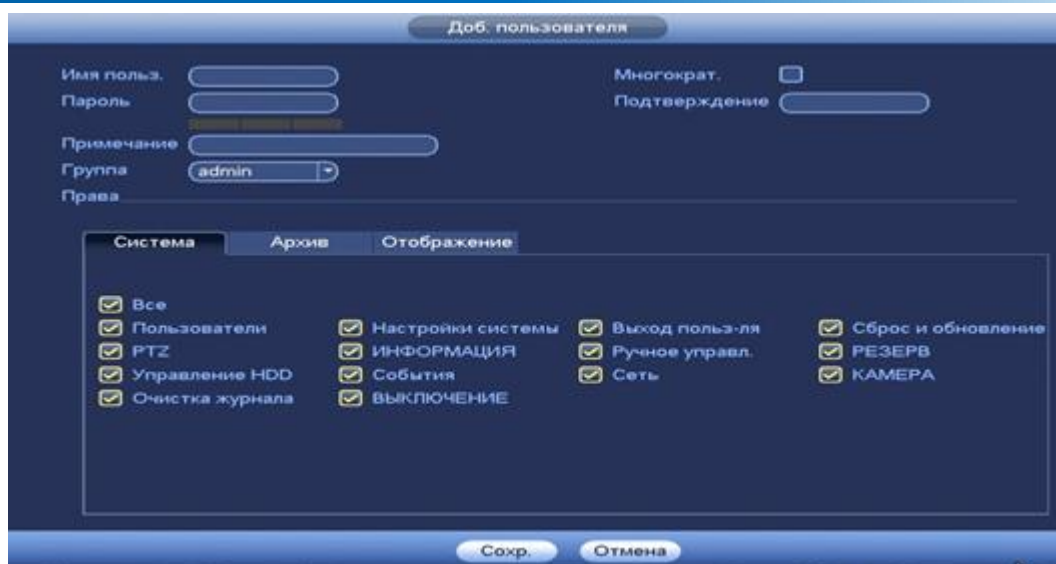 Доб. пользователя
Имя польз. Многократ.
Пароль Подтверждение
Примечание
Группа admin
Права
Система Архив Отображение
Все
Пользователи Настройки системы Выход польз-ля Сброс и обновление
PTZ ИНФОРМАЦИЯ Ручное управл. РЕЗЕРВ
Управление HDD События Сеть КАМЕРА
Очистка журнала ВЫКЛЮЧЕНИЕ
Сохр. Отмена